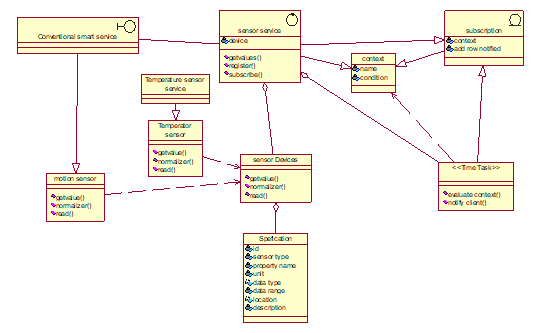 Conventional smart service
sensor service
device
getvalues()
register()
subscribe()
subscription
context
add row notified
context
name
condition
Temperature sensor
service
Temperator
sensor
getvalue()
normalizer()
read()
sensor Devices
getvalue()
normalizer()
read()
motion sensor
getvalue()
normalizer()
read()
<<Time Task>>
evaluate context()
notify client()
Spefication
id
sensor type
property name
unit
data type
data range
location
description